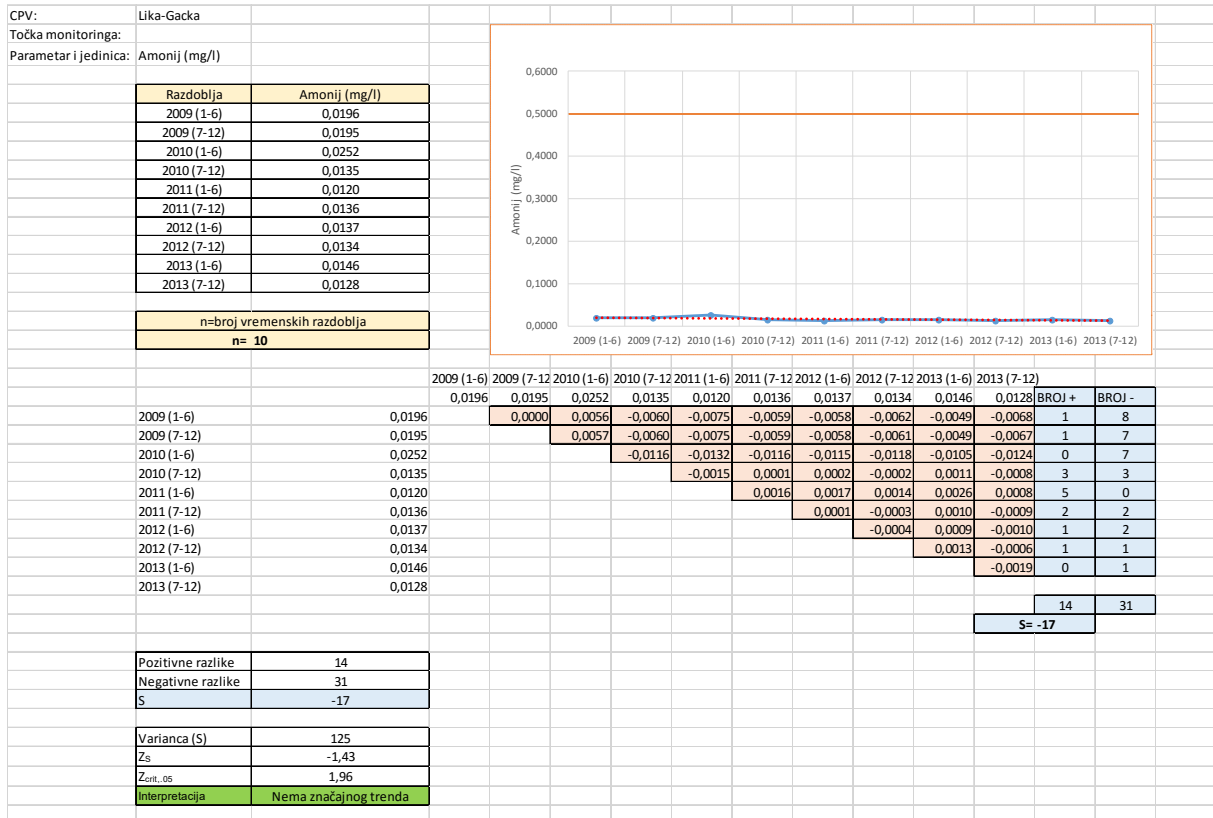 CPV: Lika-Gacka
Točka monitoringa:
Parametar i jedinica: Amonij (mg/l)
Razdoblja Amonij (mg/l)
2009 (1-6) 0,0196
2009 (7-12) 0,0195
2010 (1-6) 0,0252
2010 (7-12) 0,0135
2011 (1-6) 0,0120
2011 (7-12) 0,0136
2012 (1-6) 0,0137
2012 (7-12) 0,0134
2013 (1-6) 0,0146
2013 (7-12) 0,0128
n=broj vremenskih razdoblja
n= 10
Amonij (mg/l)
0,6000
0,5000
0,4000
0,3000
0,2000
0,1000
0,0000
2009 (1-6) 2009 (7-12) 2010 (1-6) 2010 (7-12) 2011 (1-6) 2011 (7-12) 2012 (1-6) 2012 (7-12) 2013 (1-6) 2013 (7-12)
2009 (1-6) 2009 (7-12 2010 (1-6) 2010 (7-12 2011 (1-6) 2011 (7-12 2012 (1-6) 2012 (7-12 2013 (1-6) 2013 (7-12)
0,0196 0,0195 0,0252 0,0135 0,0120 0,0136 0,0137 0,0134 0,0146 0,0128 BROJ + BROJ -
2009 (1-6) 0,0196 0,0000 0,0056 -0,0060 -0,0075 -0,0059 -0,0058 -0,0062 -0,0049 -0,0068 1 8
2009 (7-12) 0,0195 0,0057 -0,0060 -0,0075 -0,0059 -0,0058 -0,0061 -0,0049 -0,0067 1 7
2010 (1-6) 0,0252 -0,0116 -0,0132 -0,0116 -0,0115 -0,0118 -0,0105 -0,0124 0 7
2010 (7-12) 0,0135 -0,0015 0,0001 0,0002 -0,0002 0,0011 -0,0008 3 3
2011 (1-6) 0,0120 0,0016 0,0017 0,0014 0,0026 0,0008 5 0
2011 (7-12) 0,0136 0,0001 -0,0003 0,0010 -0,0009 2 2
2012 (1-6) 0,0137 -0,0004 0,0009 -0,0010 1 2
2012 (7-12) 0,0134 0,0013 -0,0006 1 1
2013 (1-6) 0,0146 -0,0019 0 1
2013 (7-12) 0,0128
14 31
S= -17
Pozitivne razlike 14
Negativne razlike 31
S -17
Varianca (S) 125
Zs -1,43
Zcrit,.05 1,96
Interpretacija Nema značajnog trenda